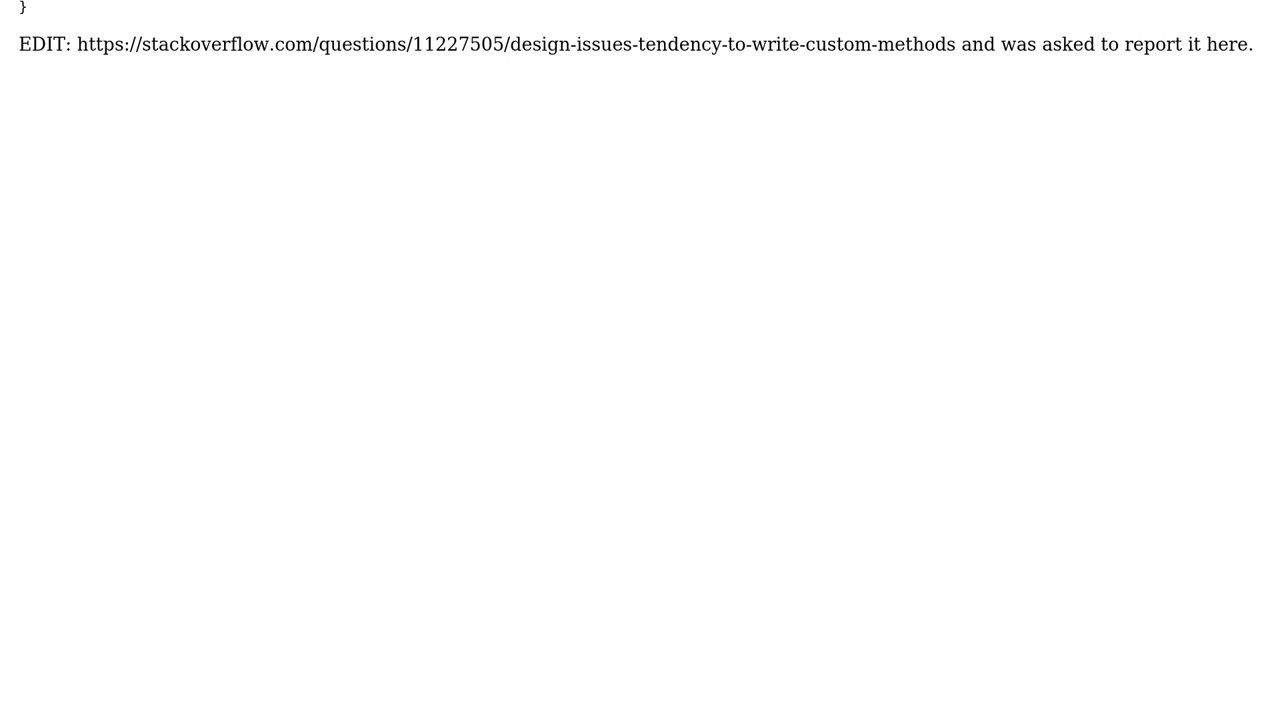 }
EDIT: https://stackoverflow.com/questions/11227505/design-issues-tendency-to-write-custom-methods and was asked to report it here.